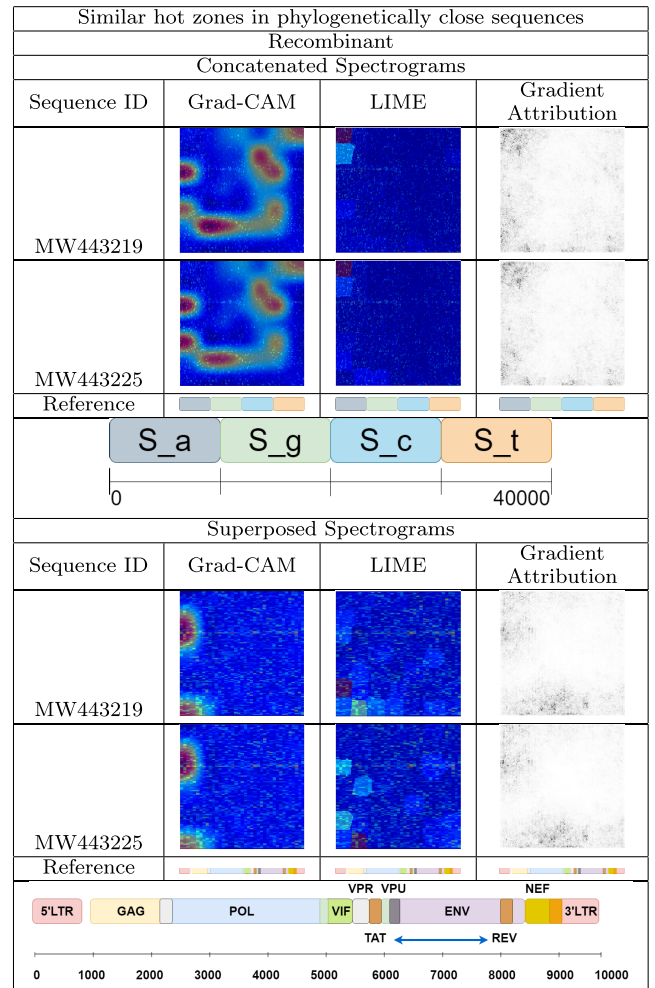 Similar hot zones in phylogenetically close sequences
Recombinant
Concatenated Spectrograms
Sequence ID Grad-CAM LIME Gradient Attribution
MW443219
MW443225
Reference
S_a S_g S_c S_t
0 40000
Superposed Spectrograms
Sequence ID Grad-CAM LIME Gradient Attribution
MW443219
MW443225
Reference
VPR VPU NEF
5'LTR GAG POL VIF ENV 3'LTR
TAT REV
0 1000 2000 3000 4000 5000 6000 7000 8000 9000 10000